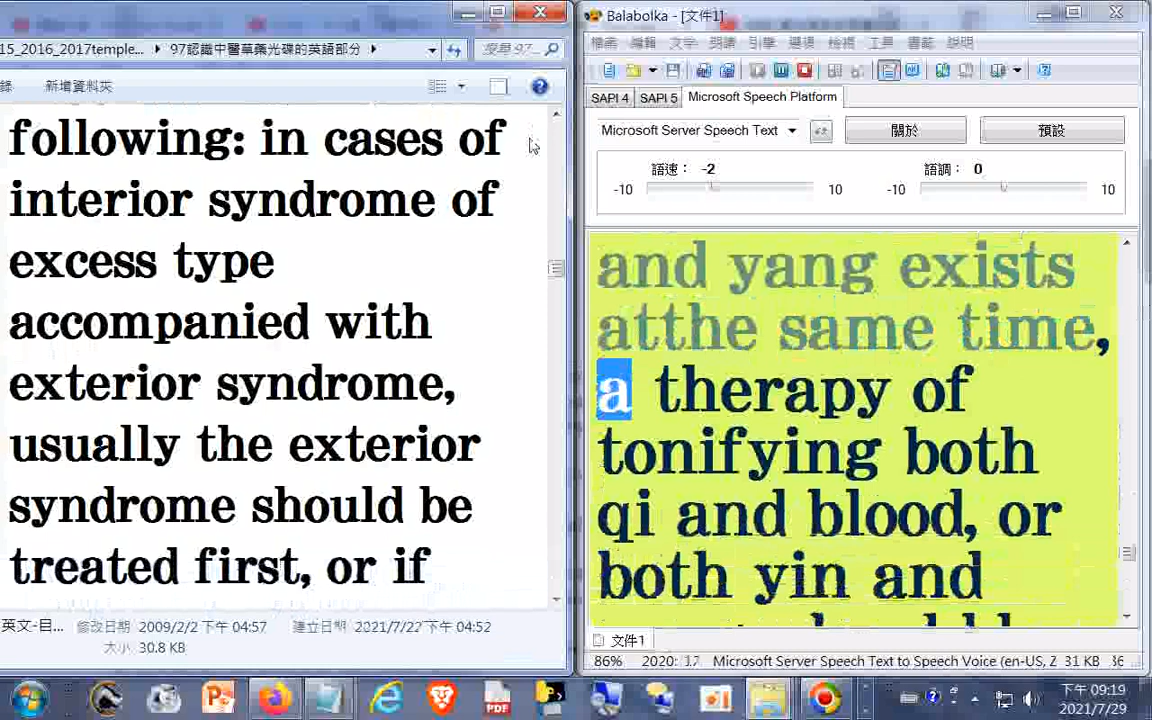 15_2016_2017temple...
97認識中醫草藥光碟的英語部分
搜尋 97...
錄
新增資料夾
following: in cases of
interior syndrome of
excess type
accompanied with
exterior syndrome,
usually the exterior
syndrome should be
treated first, or if
英文-目...
修改日期 2009/2/2 下午 04:57
建立日期 2021/7/22 下午 04:52
大小 30.8 KB
Balabolka - [文件1]
檔案 編輯 文字 朗讀 引擎 選項 檢視 工具 書籤 說明
SAPI 4
SAPI 5
Microsoft Speech Platform
Microsoft Server Speech Text
關於
預設
語速: -2
語調: 0
-10
10
-10
10
and yang exists
atthe same time,
a therapy of
tonifying both
qi and blood, or
both yin and
文件1
86%
2020: 17
Microsoft Server Speech Text to Speech Voice (en-US, Z
31 KB
36
PDF
下午 09:19
2021/7/29